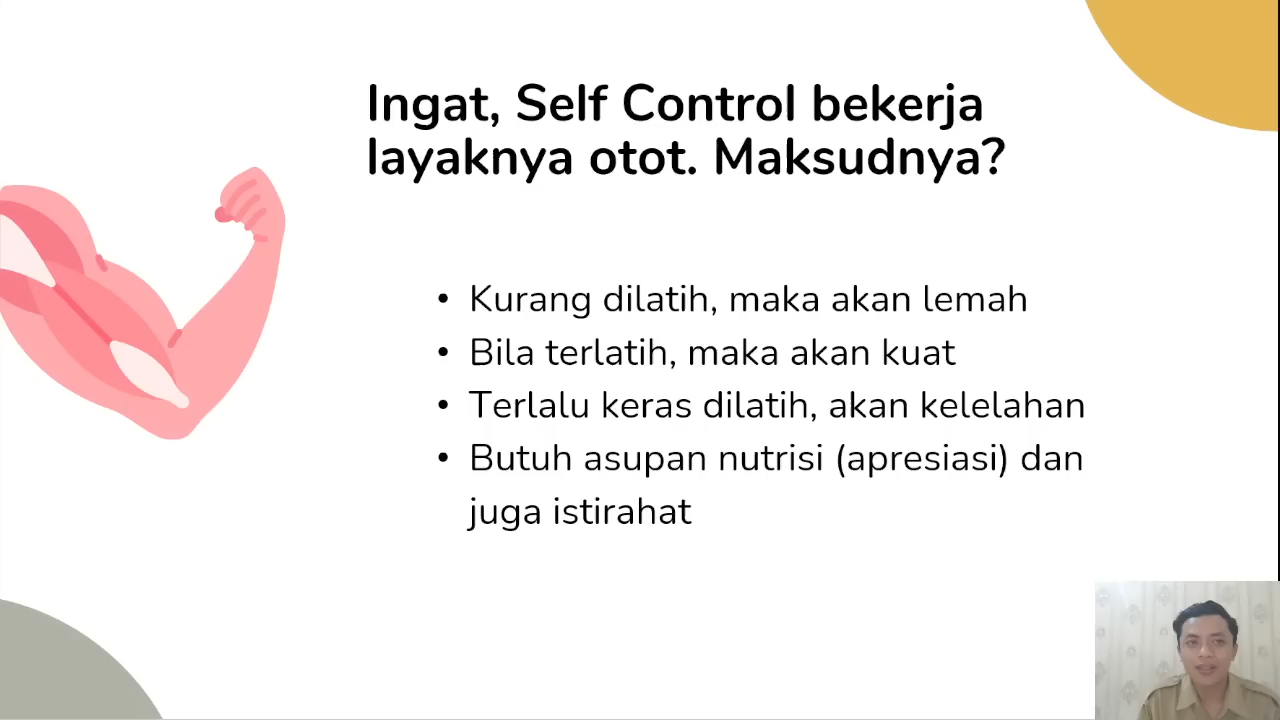 Ingat, Self Control bekerja
layaknya otot. Maksudnya?
• Kurang dilatih, maka akan lemah
• Bila terlatih, maka akan kuat
• Terlalu keras dilatih, akan kelelahan
• Butuh asupan nutrisi (apresiasi) dan
juga istirahat